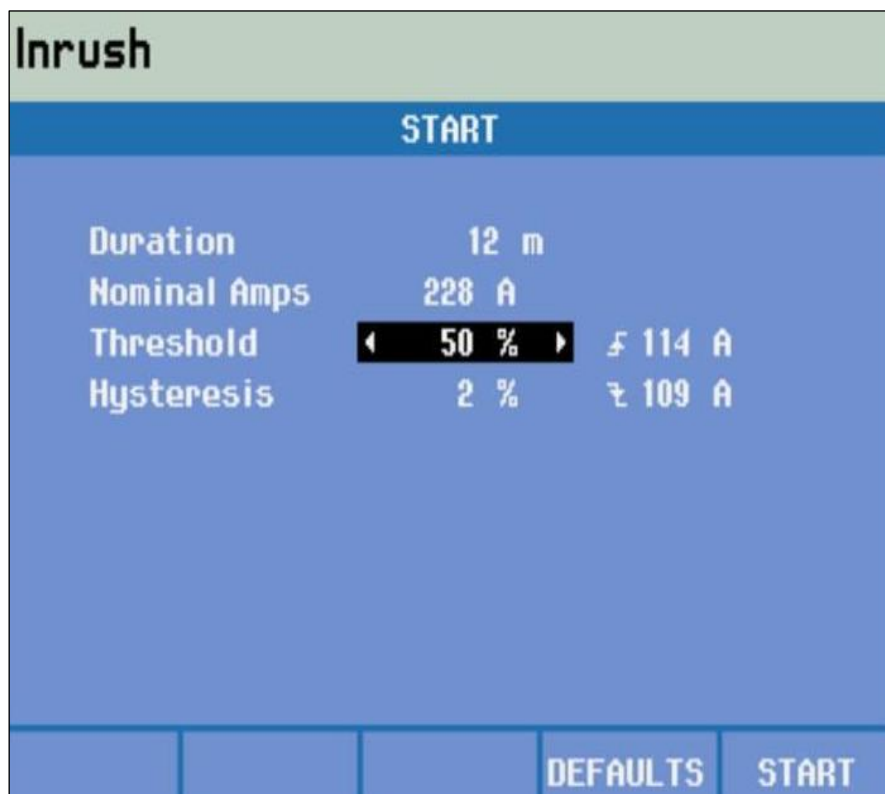 Inrush
START
Duration 12 m
Nominal Amps 228 A
Threshold 50 % 114 A
Hysteresis 2 % 109 A
DEFAULTS START